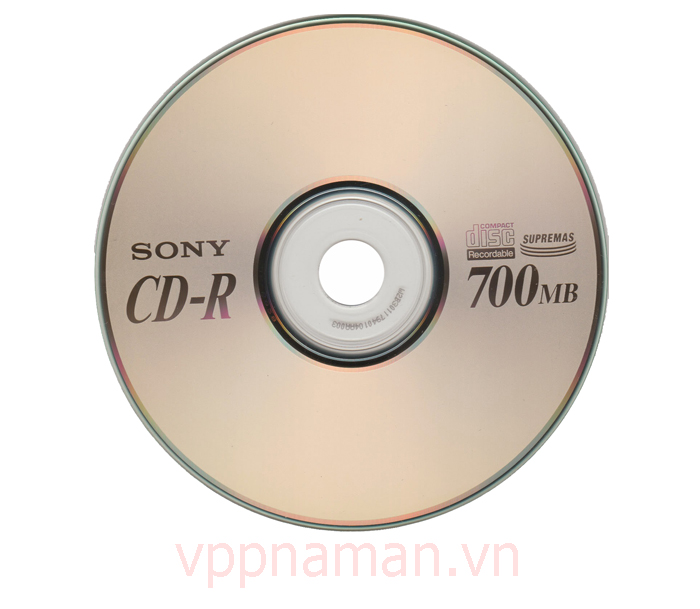 SONY
CD-R
COMPACT
disc
Recordable
SUPREMAS
700MB
vppnaman.vn